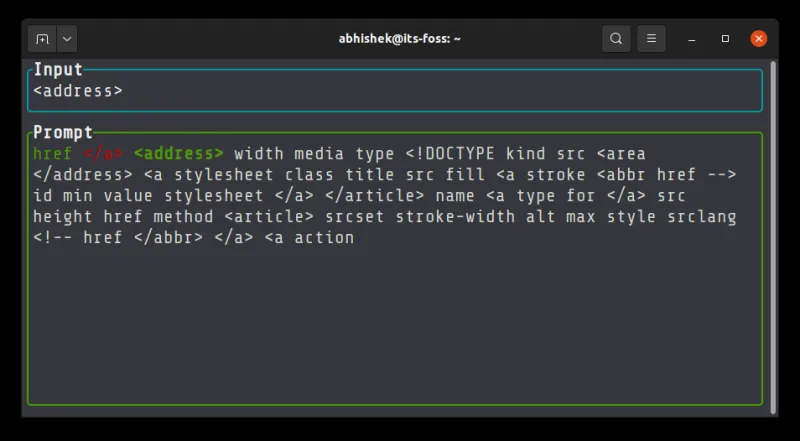 abhishek@its-foss: ~
Input
<address>
Prompt
href </a> <address> width media type <!DOCTYPE kind src <area
</address> <a stylesheet class title src fill <a stroke <abbr href -->
id min value stylesheet </a> </article> name <a type for </a> src
height href method <article> srcset stroke-width alt max style srclang
<!-- href </abbr> </a> <a action